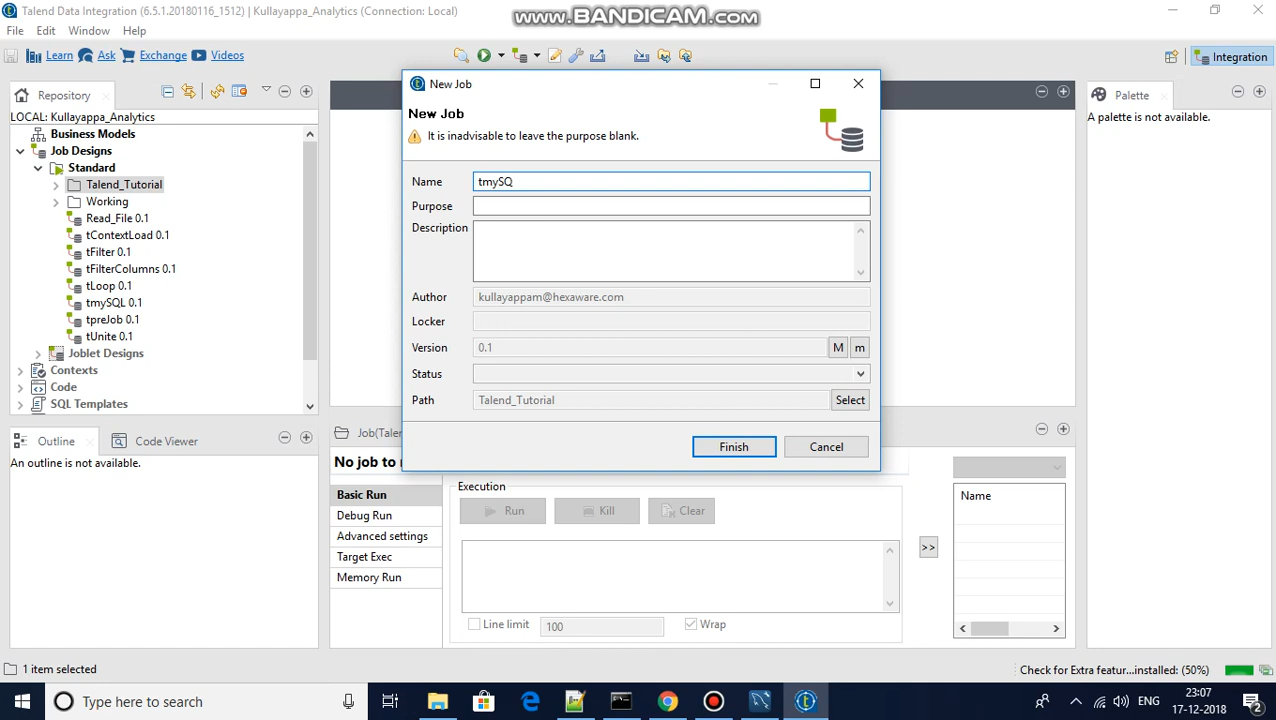 Talend Data Integration (6.5.1.20180116_1512) | Kullayappa_Analytics (Connection: Local)
www.BANDICAM.com
File Edit Window Help
Learn Ask Exchange Videos
Integration
Repository
LOCAL: Kullayappa_Analytics
Business Models
Job Designs
Standard
Talend_Tutorial
Working
Read_File 0.1
tContextLoad 0.1
tFilter 0.1
tFilterColumns 0.1
tLoop 0.1
tmySQL 0.1
tpreJob 0.1
tUnite 0.1
Joblet Designs
Contexts
Code
SQL Templates
New Job
New Job
It is inadvisable to leave the purpose blank.
Name tmySQ
Purpose
Description
Author kullayappam@hexaware.com
Locker
Version 0.1 M m
Status
Path Talend_Tutorial Select
Finish Cancel
Palette
A palette is not available.
Outline Code Viewer
An outline is not available.
Job(Tale
No job to
Basic Run
Debug Run
Advanced settings
Target Exec
Memory Run
Execution
Run Kill Clear
Line limit 100 Wrap
>>
Name
1 item selected
Check for Extra featur...installed: (50%)
Type here to search
ENG
23:07
17-12-2018
2